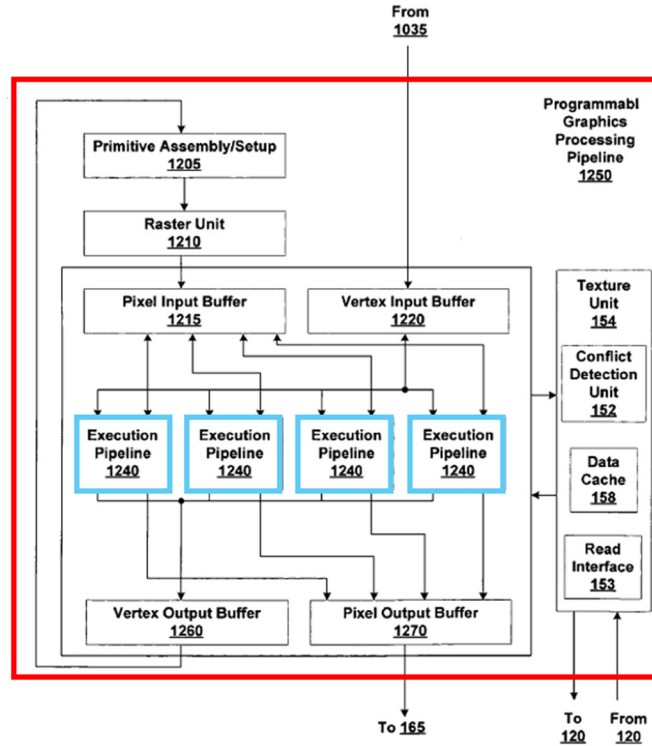 From
1035
Programmabl
Graphics
Processing
Pipeline
1250
Primitive Assembly/Setup
1205
Raster Unit
1210
Pixel Input Buffer
1215
Vertex Input Buffer
1220
Texture
Unit
154
Conflict
Detection
Unit
152
Execution
Pipeline
1240
Execution
Pipeline
1240
Execution
Pipeline
1240
Execution
Pipeline
1240
Data
Cache
158
Read
Interface
153
Vertex Output Buffer
1260
Pixel Output Buffer
1270
To 165
To
120
From
120